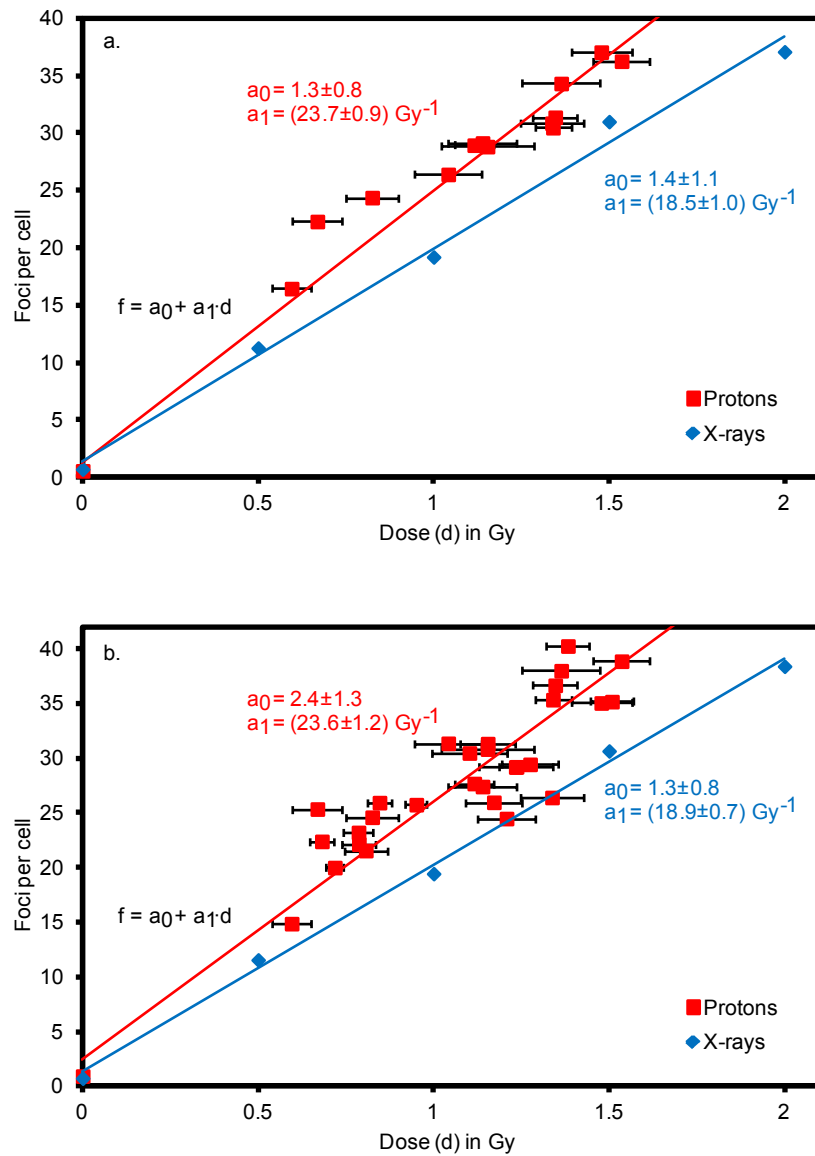 40
a.
35
a0= 1.3±0.8
a1= (23.7±0.9) Gy-1
30
25
a0= 1.4±1.1
a1= (18.5±1.0) Gy-1
Foci per cell
20
f = a0+ a1·d
15
10
Protons
X-rays
5
0
0 0.5 1 1.5 2
Dose (d) in Gy
b.
40
35
a0= 2.4±1.3
a1= (23.6±1.2) Gy-1
30
a0= 1.3±0.8
a1= (18.9±0.7) Gy-1
25
Foci per cell
20
f = a0+ a1·d
15
10
Protons
X-rays
5
0
0 0.5 1 1.5 2
Dose (d) in Gy